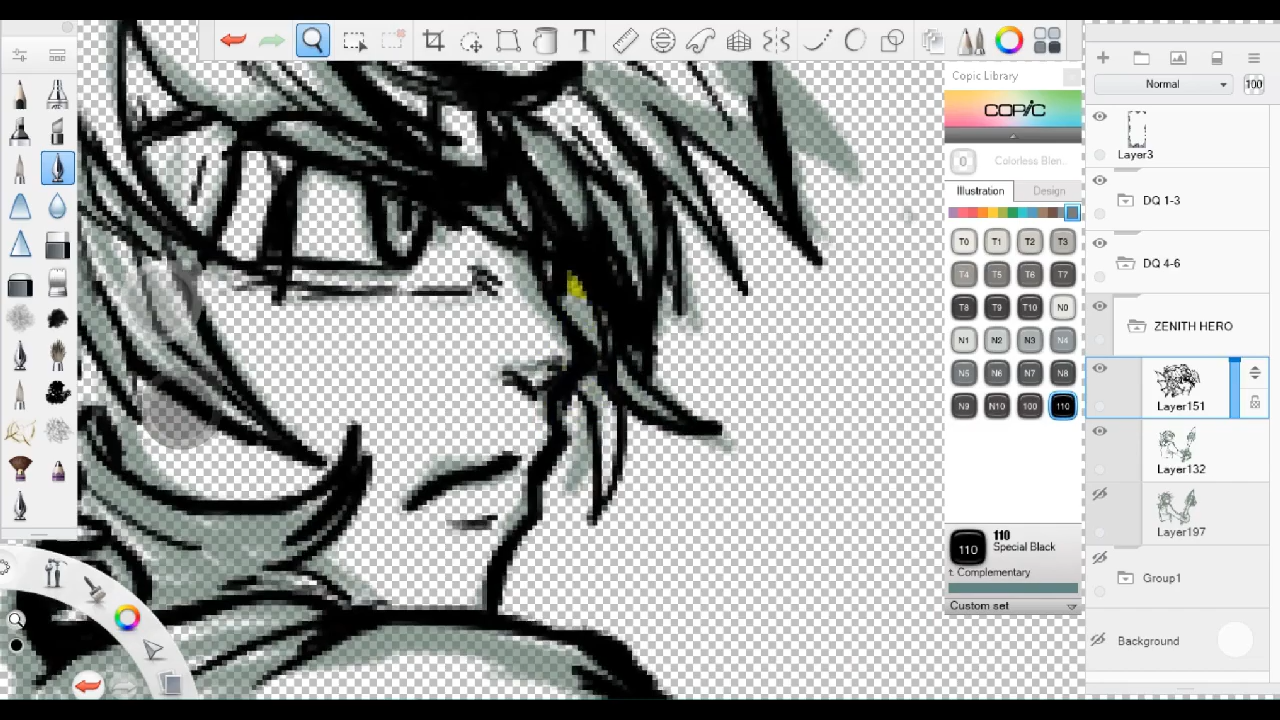 Copic Library
COPIC
0 Colorless Blen...
Illustration Design
T0 T1 T2 T3
T4 T5 T6 T7
T8 T9 T10 N0
N1 N2 N3 N4
N5 N6 N7 N8
N9 N10 100 110
110
110
Special Black
t: Complementary
Custom set
Normal 100
Layer3
DQ 1-3
DQ 4-6
ZENITH HERO
Layer151
Layer132
Layer197
Group1
Background
T